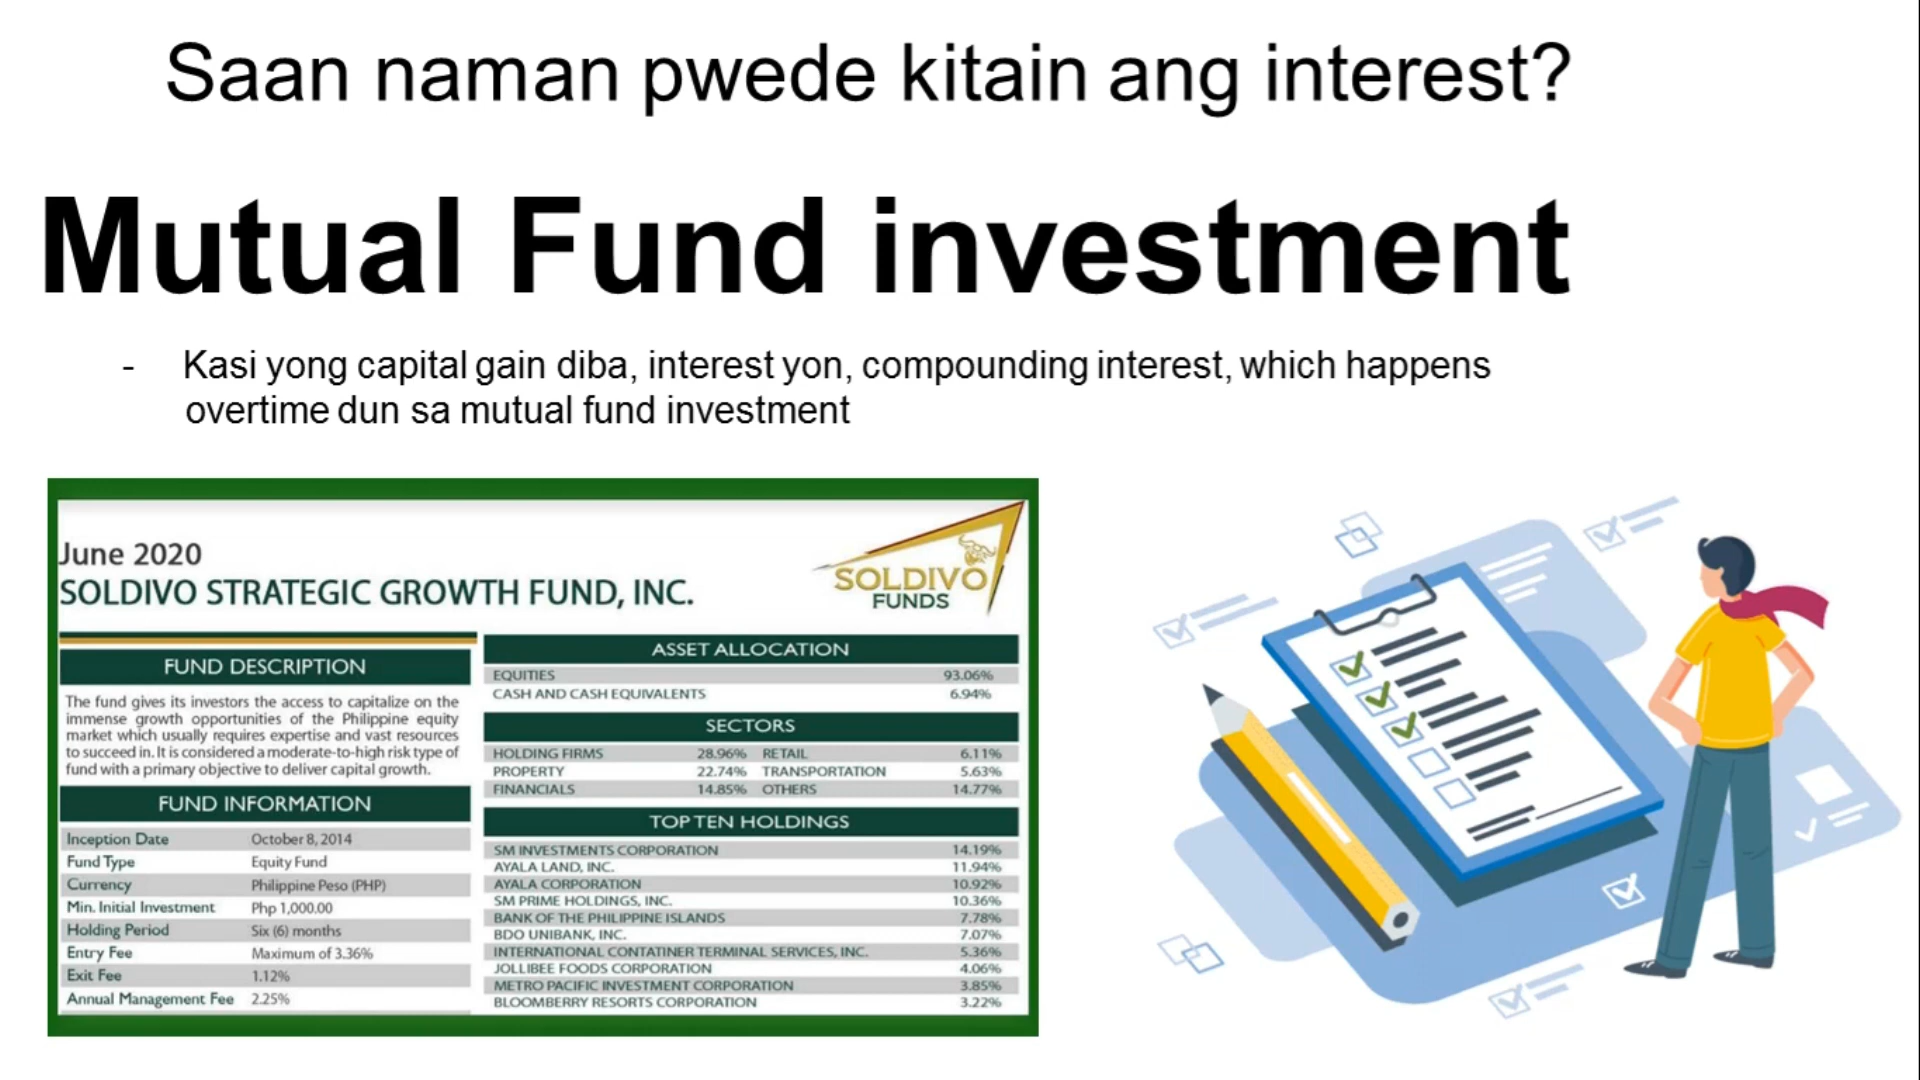 Saan naman pwede kitain ang interest?
Mutual Fund investment
- Kasi yong capital gain diba, interest yon, compounding interest, which happens
overtime dun sa mutual fund investment
June 2020
SOLDIVO STRATEGIC GROWTH FUND, INC.
SOLDIVO
FUNDS
FUND DESCRIPTION
The fund gives its investors the access to capitalize on the
immense growth opportunities of the Philippine equity
market which usually requires expertise and vast resources
to succeed in. It is considered a moderate-to-high risk type of
fund with a primary objective to deliver capital growth.
FUND INFORMATION
Inception Date October 8, 2014
Fund Type Equity Fund
Currency Philippine Peso (PHP)
Min. Initial Investment Php 1,000.00
Holding Period Six (6) months
Entry Fee Maximum of 3.36%
Exit Fee 1.12%
Annual Management Fee 2.25%
ASSET ALLOCATION
EQUITIES 93.06%
CASH AND CASH EQUIVALENTS 6.94%
SECTORS
HOLDING FIRMS 28.96% RETAIL 6.11%
PROPERTY 22.74% TRANSPORTATION 5.63%
FINANCIALS 14.85% OTHERS 14.77%
TOP TEN HOLDINGS
SM INVESTMENTS CORPORATION 14.19%
AYALA LAND, INC. 11.94%
AYALA CORPORATION 10.92%
SM PRIME HOLDINGS, INC. 10.36%
BANK OF THE PHILIPPINE ISLANDS 7.78%
BDO UNIBANK, INC. 7.07%
INTERNATIONAL CONTATINER TERMINAL SERVICES, INC. 5.36%
JOLLIBEE FOODS CORPORATION 4.06%
METRO PACIFIC INVESTMENT CORPORATION 3.85%
BLOOMBERRY RESORTS CORPORATION 3.22%